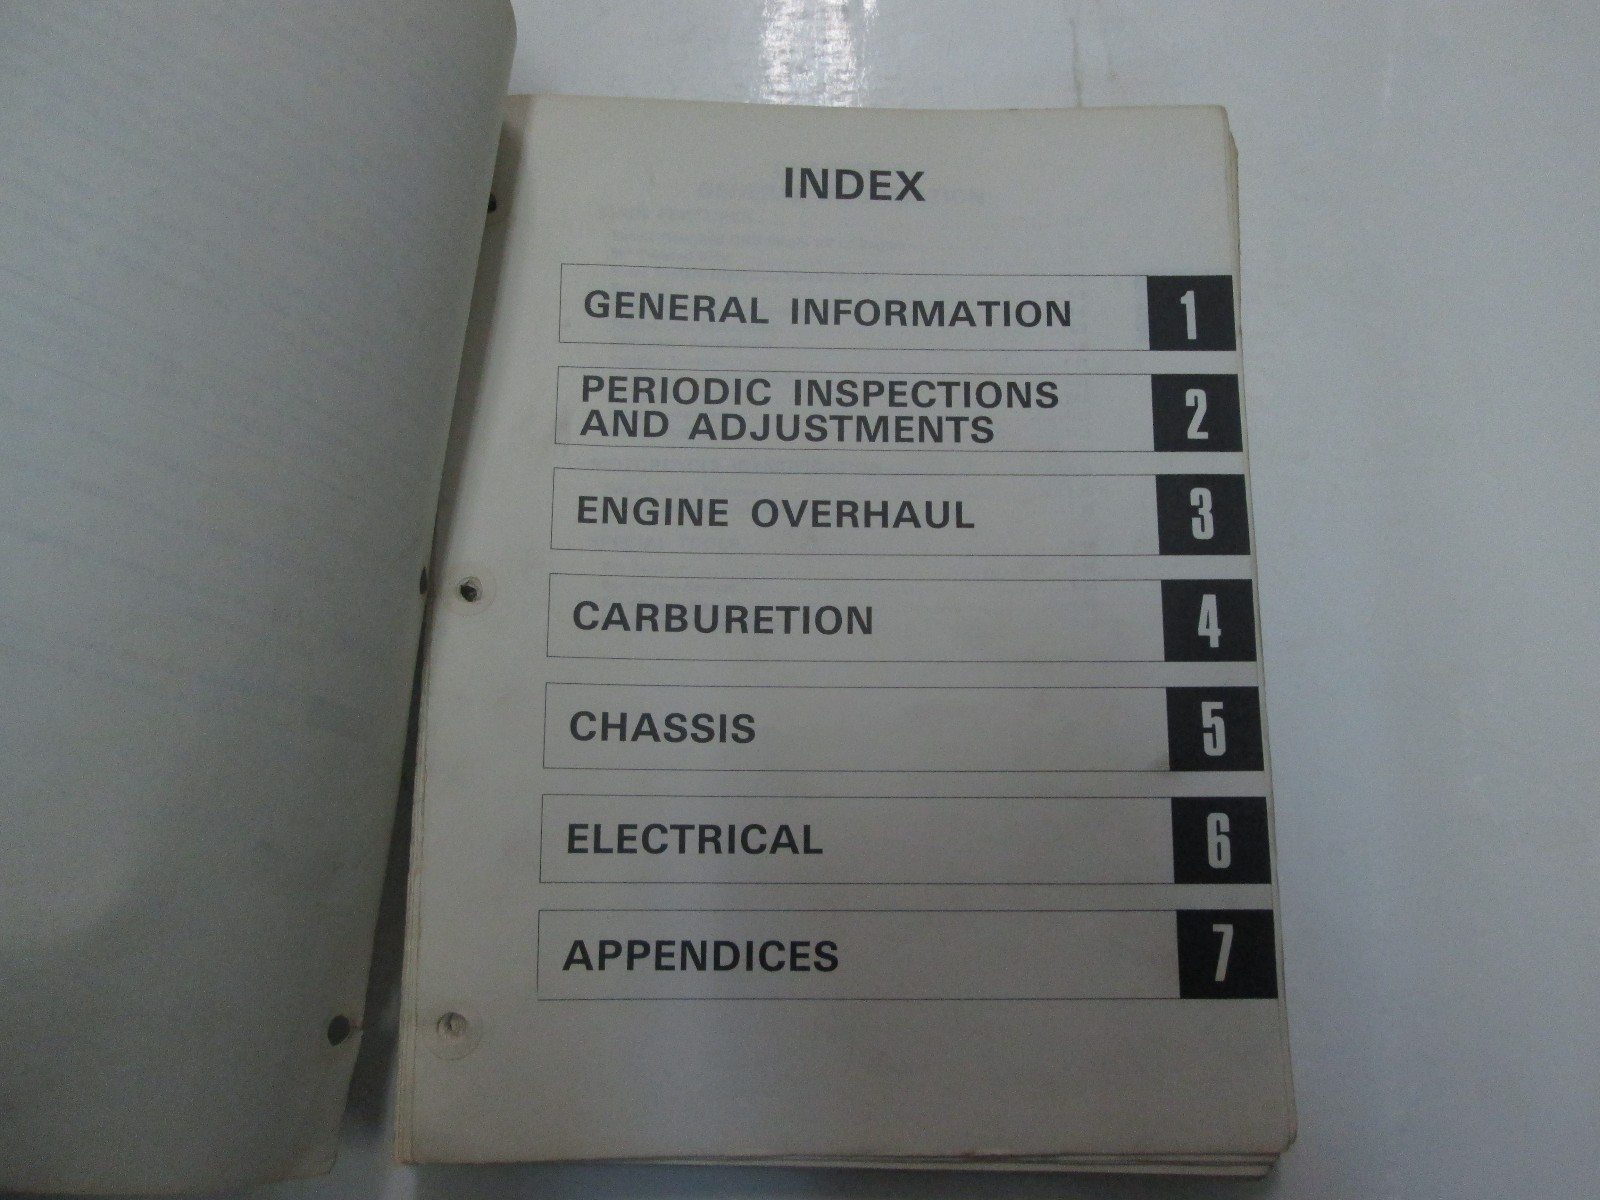 INDEX
GENERAL INFORMATION 1
PERIODIC INSPECTIONS
AND ADJUSTMENTS 2
ENGINE OVERHAUL 3
CARBURETION 4
CHASSIS 5
ELECTRICAL 6
APPENDICES 7